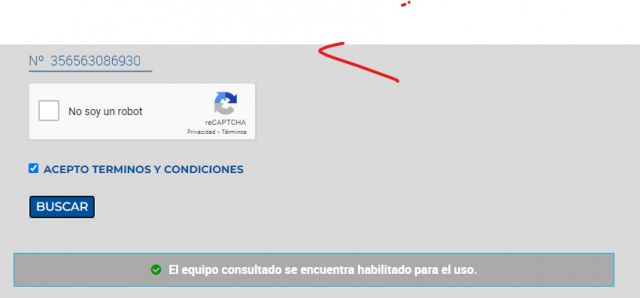 Nº 356563086930
No soy un robot
reCAPTCHA
Privacidad - Términos
ACEPTO TERMINOS Y CONDICIONES
BUSCAR
El equipo consultado se encuentra habilitado para el uso.